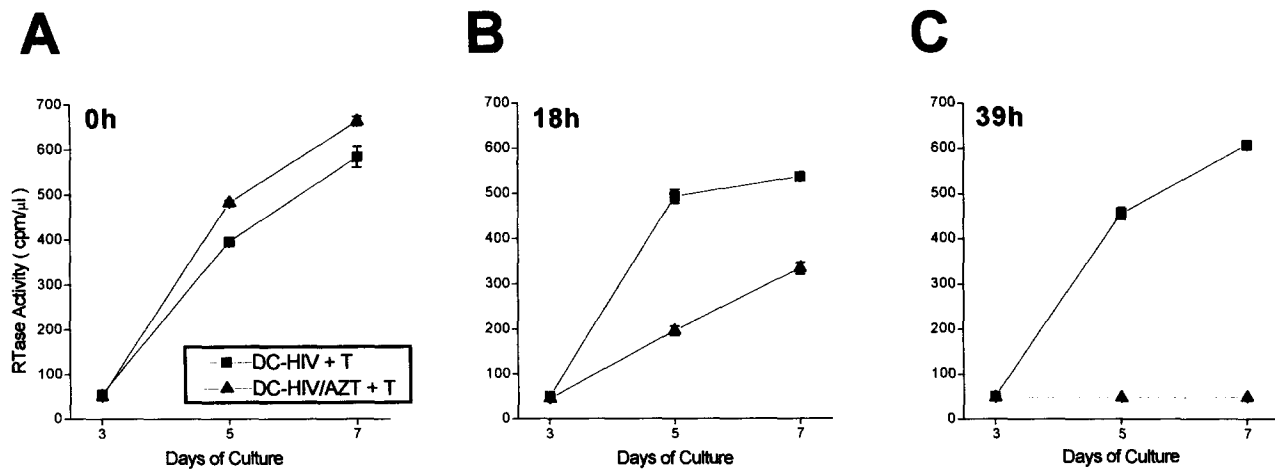 A
B
C
0h
18h
39h
RTase Activity ( cpm/µl )
700
600
500
400
300
200
100
0
3
5
7
Days of Culture
DC-HIV + T
DC-HIV/AZT + T
700
600
500
400
300
200
100
0
3
5
7
Days of Culture
700
600
500
400
300
200
100
0
3
5
7
Days of Culture